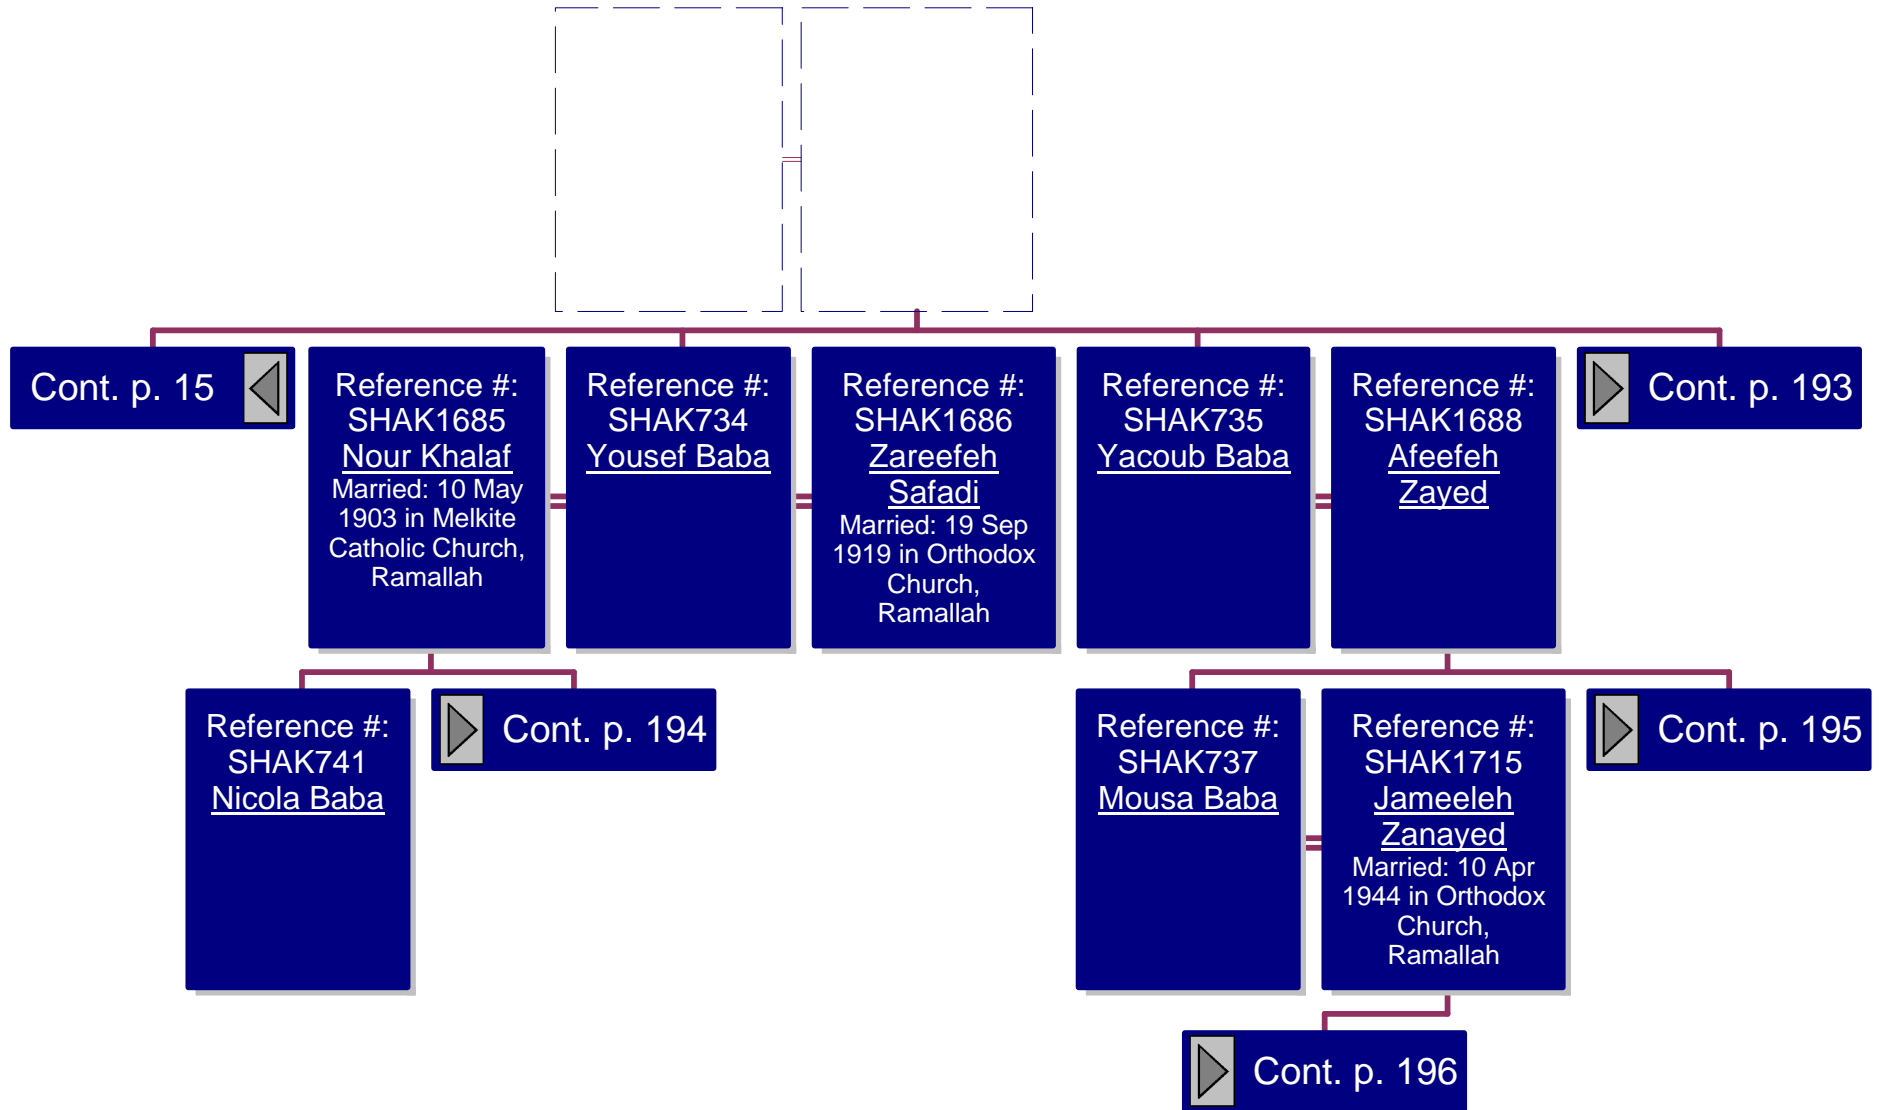 Cont. p. 15
Reference #:
SHAK1685
Nour Khalaf
Married: 10 May
1903 in Melkite
Catholic Church,
Ramallah
Reference #:
SHAK734
Yousef Baba
Reference #:
SHAK1686
Zareefeh
Safadi
Married: 19 Sep
1919 in Orthodox
Church,
Ramallah
Reference #:
SHAK735
Yacoub Baba
Reference #:
SHAK1688
Afeefeh
Zayed
Cont. p. 193
Reference #:
SHAK741
Nicola Baba
Cont. p. 194
Reference #:
SHAK737
Mousa Baba
Reference #:
SHAK1715
Jameeleh
Zanayed
Married: 10 Apr
1944 in Orthodox
Church,
Ramallah
Cont. p. 195
Cont. p. 196